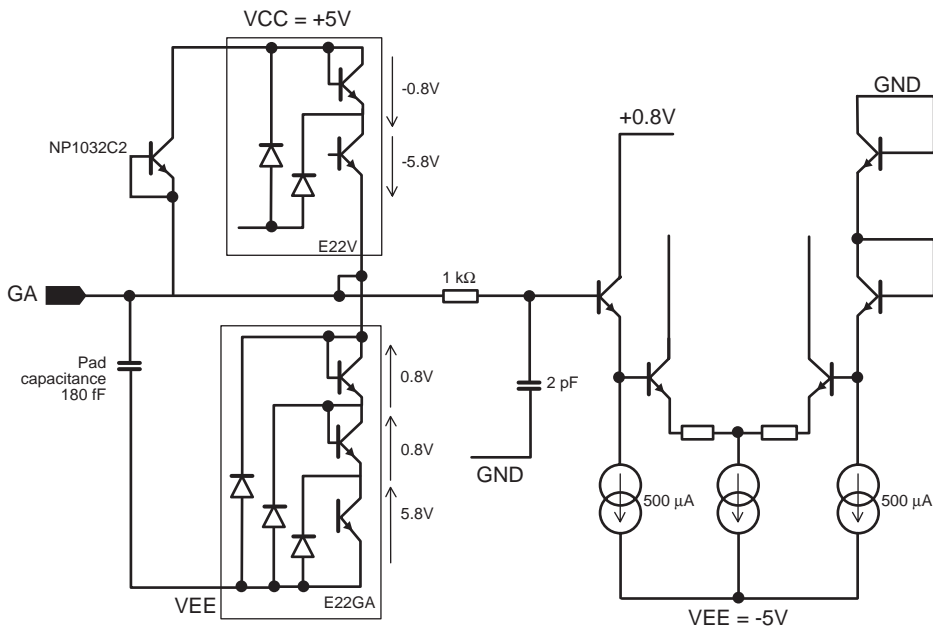 VCC = +5V
-0.8V
GND
+0.8V
NP1032C2
-5.8V
E22V
1 kΩ
GA
Pad
capacitance
180 fF
0.8V
2 pF
0.8V
GND
500 μA
500 μA
5.8V
VEE
E22GA
VEE = -5V